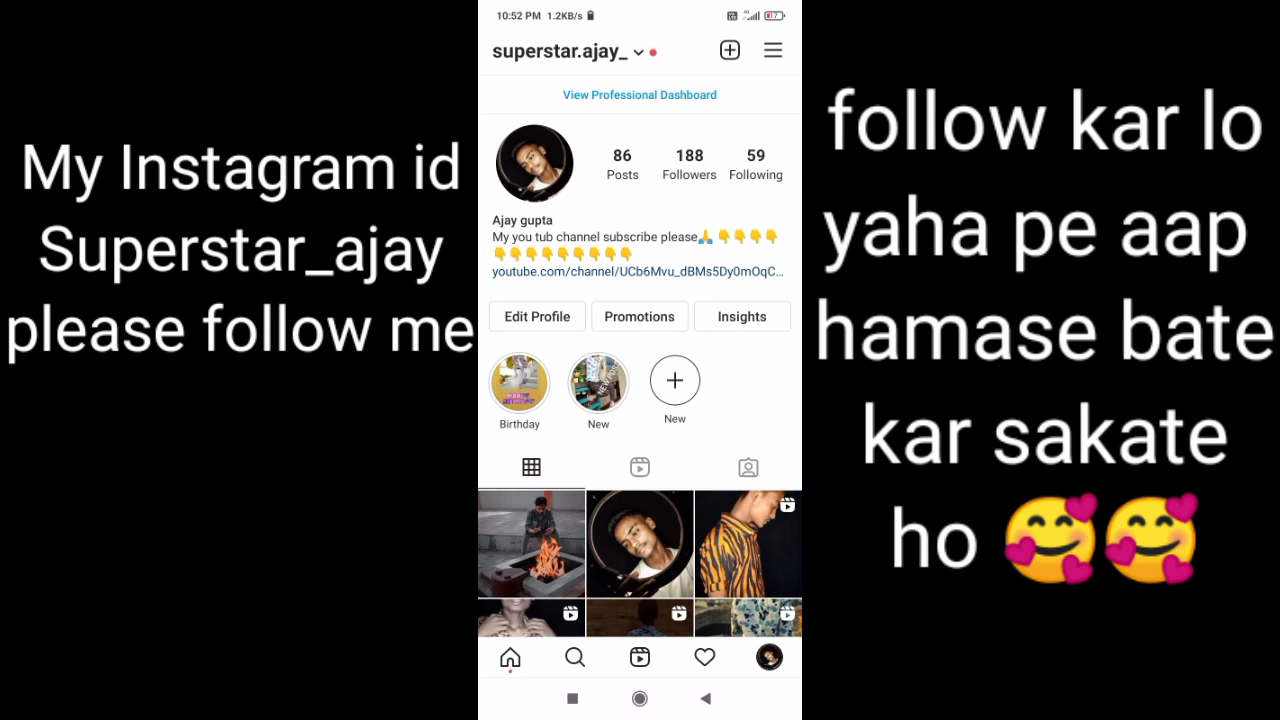 My Instagram id
Superstar_ajay
please follow me
10:52 PM 1.2KB/s
17
superstar.ajay_
View Professional Dashboard
86 188 59
Posts Followers Following
Ajay gupta
My you tub channel subscribe please🙏👇👇👇👇
👇👇👇👇👇👇👇👇👇
youtube.com/channel/UCb6Mvu_dBMs5Dy0mOqC...
Edit Profile Promotions Insights
Birthday New New
follow kar lo
yaha pe aap
hamase bate
kar sakate
ho 🥰🥰